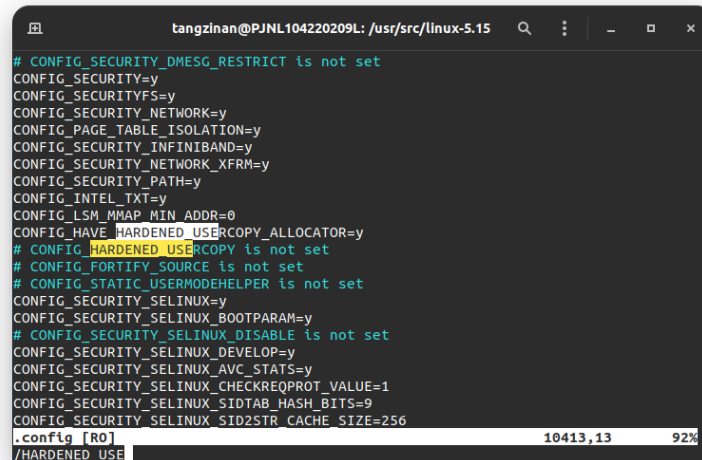 tangzinan@PJNL104220209L: /usr/src/linux-5.15
# CONFIG_SECURITY_DMESG_RESTRICT is not set
CONFIG_SECURITY=y
CONFIG_SECURITYFS=y
CONFIG_SECURITY_NETWORK=y
CONFIG_PAGE_TABLE_ISOLATION=y
CONFIG_SECURITY_INFINIBAND=y
CONFIG_SECURITY_NETWORK_XFRM=y
CONFIG_SECURITY_PATH=y
CONFIG_INTEL_TXT=y
CONFIG_LSM_MMAP_MIN_ADDR=0
CONFIG_HAVE_HARDENED_USERCOPY_ALLOCATOR=y
# CONFIG_HARDENED_USERCOPY is not set
# CONFIG_FORTIFY_SOURCE is not set
# CONFIG_STATIC_USERMODEHELPER is not set
CONFIG_SECURITY_SELINUX=y
CONFIG_SECURITY_SELINUX_BOOTPARAM=y
# CONFIG_SECURITY_SELINUX_DISABLE is not set
CONFIG_SECURITY_SELINUX_DEVELOP=y
CONFIG_SECURITY_SELINUX_AVC_STATS=y
CONFIG_SECURITY_SELINUX_CHECKREQPROT_VALUE=1
CONFIG_SECURITY_SELINUX_SIDTAB_HASH_BITS=9
CONFIG_SECURITY_SELINUX_SID2STR_CACHE_SIZE=256
.config [RO] 10413,13 92%
/HARDENED_USE